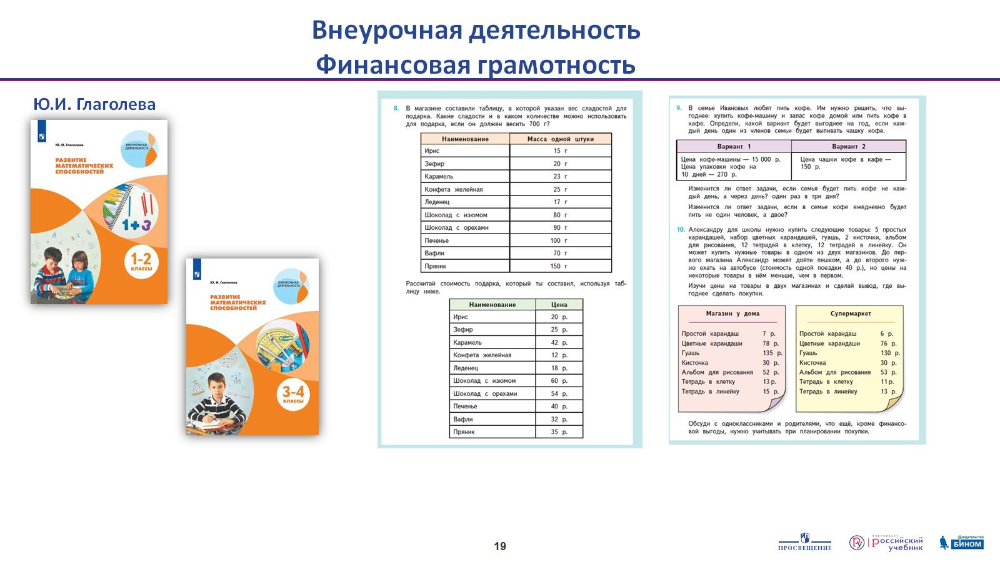 Внеурочная деятельность
Финансовая грамотность
Ю.И. Глаголева
Ю. И. Глаголева
ВНЕУРОЧНАЯ
ДЕЯТЕЛЬНОСТЬ
РАЗВИТИЕ
МАТЕМАТИЧЕСКИХ
СПОСОБНОСТЕЙ
1+3
1-2
КЛАССЫ
Ю. И. Глаголева
ВНЕУРОЧНАЯ
ДЕЯТЕЛЬНОСТЬ
РАЗВИТИЕ
МАТЕМАТИЧЕСКИХ
СПОСОБНОСТЕЙ
3-4
КЛАССЫ
8. В магазине составили таблицу, в которой указан вес сладостей для
подарка. Какие сладости и в каком количестве можно использовать
для подарка, если он должен весить 700 г?
Наименование Масса одной штуки
Ирис 15 г
Зефир 20 г
Карамель 23 г
Конфета желейная 25 г
Леденец 17 г
Шоколад с изюмом 80 г
Шоколад с орехами 90 г
Печенье 100 г
Вафли 70 г
Пряник 150 г
Рассчитай стоимость подарка, который ты составил, используя таб-
лицу ниже.
Наименование Цена
Ирис 20 р.
Зефир 25 р.
Карамель 42 р.
Конфета желейная 12 р.
Леденец 18 р.
Шоколад с изюмом 60 р.
Шоколад с орехами 54 р.
Печенье 40 р.
Вафли 32 р.
Пряник 35 р.
9. В семье Ивановых любят пить кофе. Им нужно решить, что вы-
годнее: купить кофе-машину и запас кофе домой или пить кофе в
кафе. Определи, какой вариант будет выгоднее на год, если каж-
дый день один из членов семьи будет выпивать чашку кофе.
Вариант 1 Вариант 2
Цена кофе-машины — 15 000 р. Цена чашки кофе в кафе —
Цена упаковки кофе на 150 р.
10 дней — 270 р.
Изменится ли ответ задачи, если семья будет пить кофе не каж-
дый день, а через день? один раз в три дня?
Изменится ли ответ задачи, если в семье кофе ежедневно будет
пить не один человек, а двое?
10. Александру для школы нужно купить следующие товары: 5 простых
карандашей, набор цветных карандашей, гуашь, 2 кисточки, альбом
для рисования, 12 тетрадей в клетку, 12 тетрадей в линейку. Он
может купить нужные товары в одном из двух магазинов. До пер-
вого магазина Александр может дойти пешком, а до второго нуж-
но ехать на автобусе (стоимость одной поездки 40 р.), но цены на
некоторые товары в нём меньше, чем в первом.
Изучи цены на товары в двух магазинах и сделай вывод, где вы-
годнее сделать покупки.
Магазин у дома
Простой карандаш 7 р.
Цветные карандаши 78 р.
Гуашь 135 р.
Кисточка 30 р.
Альбом для рисования 52 р.
Тетрадь в клетку 13 р.
Тетрадь в линейку 15 р.
Супермаркет
Простой карандаш 6 р.
Цветные карандаши 76 р.
Гуашь 130 р.
Кисточка 30 р.
Альбом для рисования 53 р.
Тетрадь в клетку 11 р.
Тетрадь в линейку 13 р.
Обсуди с одноклассниками и родителями, что ещё, кроме финансо-
вой выгоды, нужно учитывать при планировании покупки.
19
ПРОСВЕЩЕНИЕ
корпорация
российский
учебник
ИЗДАТЕЛЬСТВО
БИНОМ